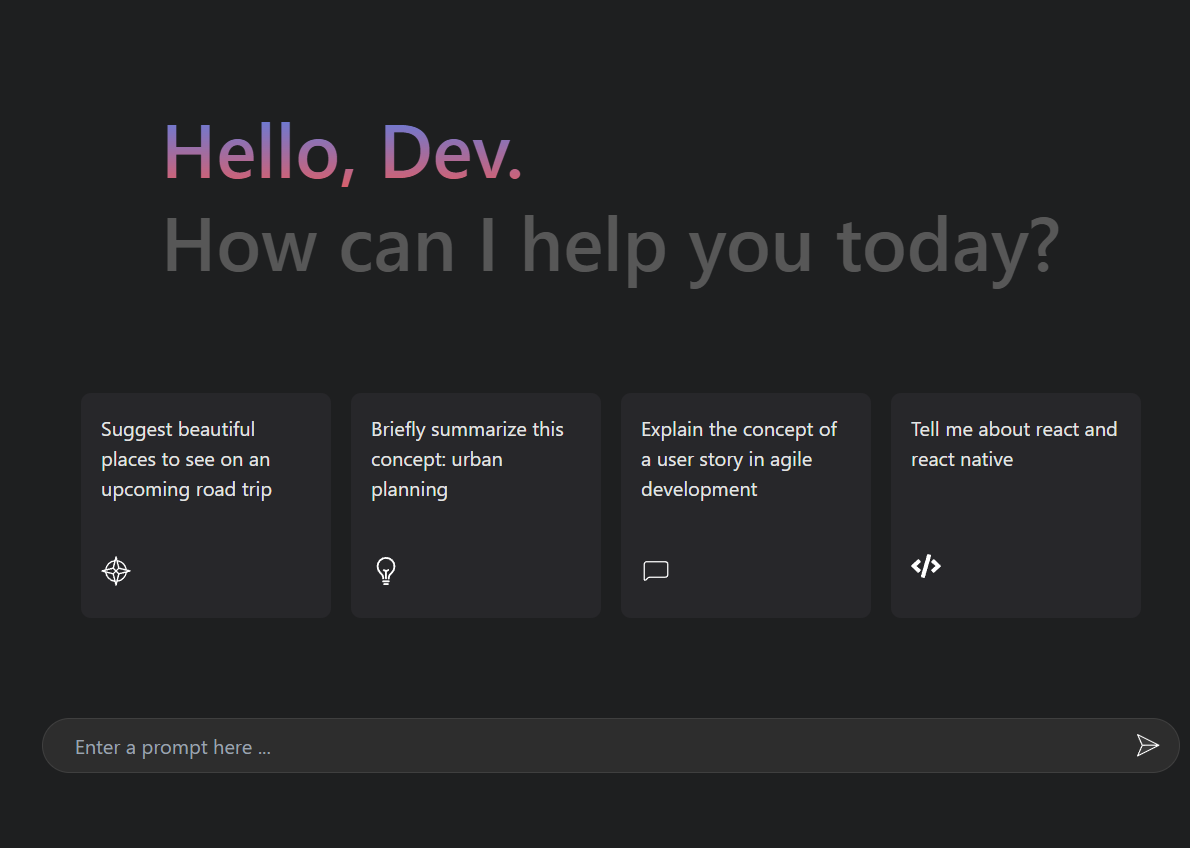 Hello, Dev.
How can I help you today?
Suggest beautiful
places to see on an
upcoming road trip
Briefly summarize this
concept: urban
planning
Explain the concept of
a user story in agile
development
Tell me about react and
react native
Enter a prompt here ...